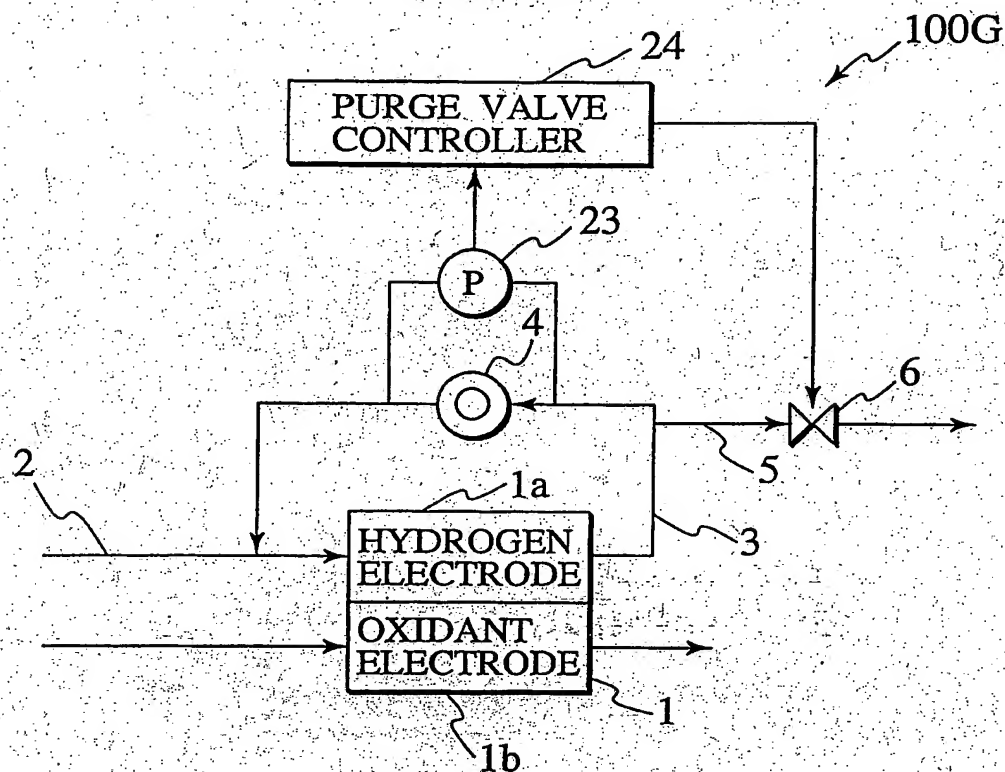 100G
24
PURGE VALVE
CONTROLLER
23
P
4
6
5
2
1a
HYDROGEN
ELECTRODE
3
OXIDANT
ELECTRODE
1
1b